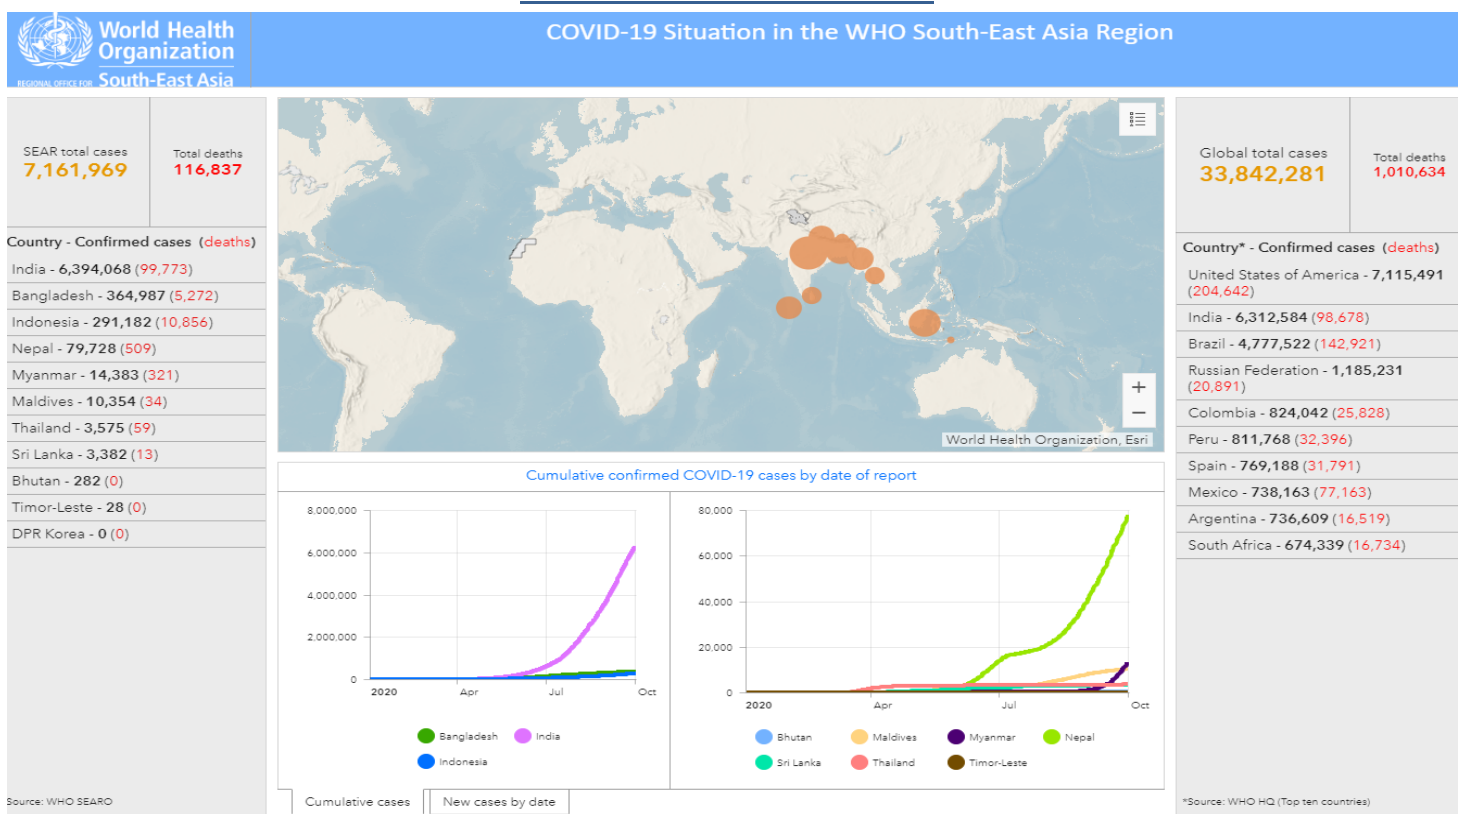 World Health
Organization
REGIONAL OFFICE FOR South-East Asia
COVID-19 Situation in the WHO South-East Asia Region
SEAR total cases
7,161,969
Total deaths
116,837
Country - Confirmed cases (deaths)
India - 6,394,068 (99,773)
Bangladesh - 364,987 (5,272)
Indonesia - 291,182 (10,856)
Nepal - 79,728 (509)
Myanmar - 14,383 (321)
Maldives - 10,354 (34)
Thailand - 3,575 (59)
Sri Lanka - 3,382 (13)
Bhutan - 282 (0)
Timor-Leste - 28 (0)
DPR Korea - 0 (0)
Source: WHO SEARO
+
−
World Health Organization, Esri
Cumulative confirmed COVID-19 cases by date of report
8,000,000
6,000,000
4,000,000
2,000,000
0
2020 Apr Jul Oct
Bangladesh India
Indonesia
80,000
60,000
40,000
20,000
0
2020 Apr Jul Oct
Bhutan Maldives Myanmar Nepal
Sri Lanka Thailand Timor-Leste
Cumulative cases New cases by date
Global total cases
33,842,281
Total deaths
1,010,634
Country* - Confirmed cases (deaths)
United States of America - 7,115,491
(204,642)
India - 6,312,584 (98,678)
Brazil - 4,777,522 (142,921)
Russian Federation - 1,185,231
(20,891)
Colombia - 824,042 (25,828)
Peru - 811,768 (32,396)
Spain - 769,188 (31,791)
Mexico - 738,163 (77,163)
Argentina - 736,609 (16,519)
South Africa - 674,339 (16,734)
*Source: WHO HQ (Top ten countries)